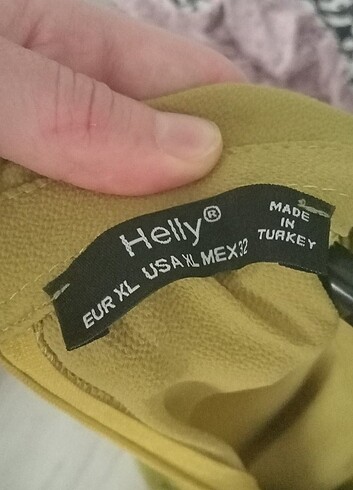 Helly®
EUR XL USA XL MEX 32
MADE
IN
TURKEY